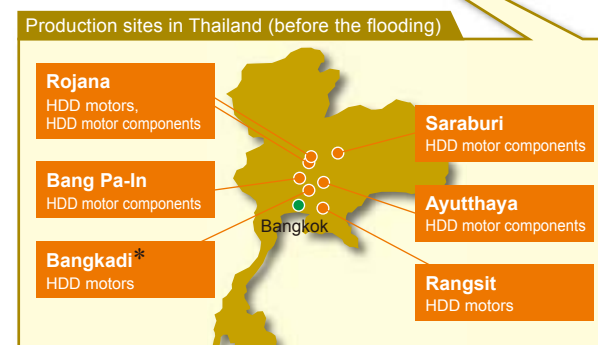 Production sites in Thailand (before the flooding)
Rojana
HDD motors,
HDD motor components
Bang Pa-In
HDD motor components
Bangkadi*
HDD motors
Bangkok
Saraburi
HDD motor components
Ayutthaya
HDD motor components
Rangsit
HDD motors